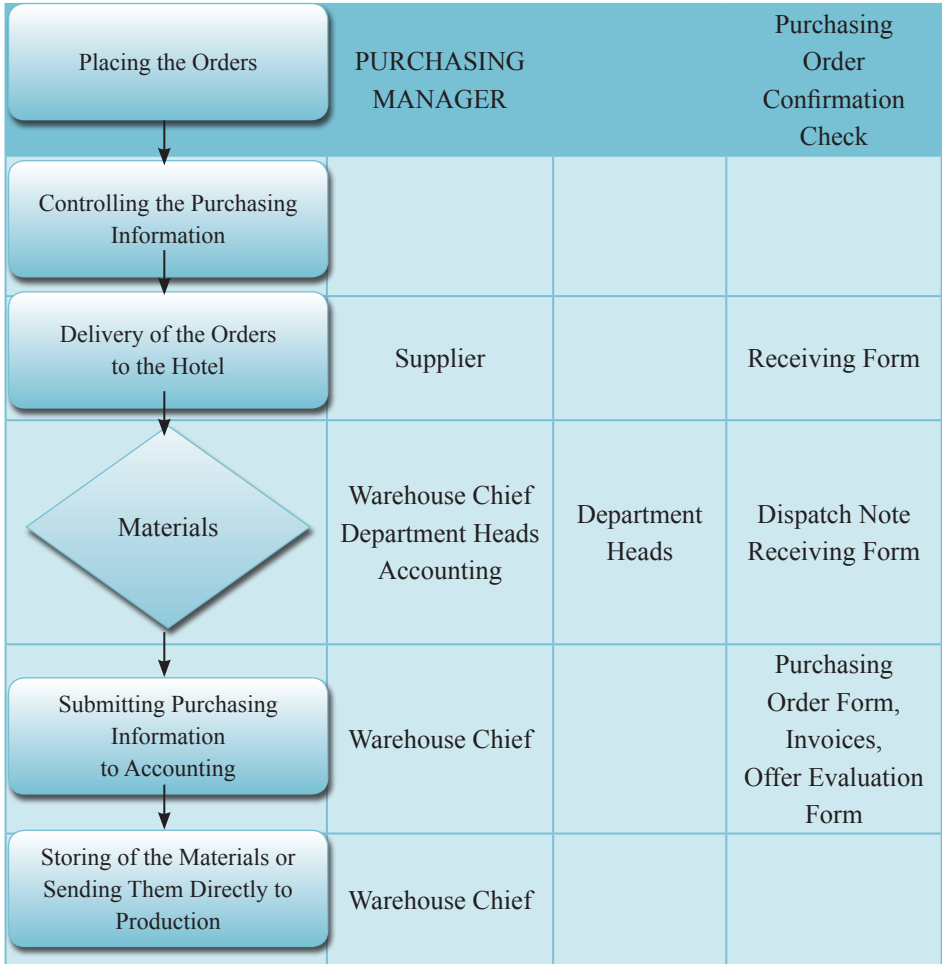 Placing the Orders
PURCHASING
MANAGER
Purchasing
Order
Confirmation
Check
Controlling the Purchasing
Information
Delivery of the Orders
to the Hotel
Supplier
Receiving Form
Materials
Warehouse Chief
Department Heads
Accounting
Department
Heads
Dispatch Note
Receiving Form
Submitting Purchasing
Information
to Accounting
Warehouse Chief
Purchasing
Order Form,
Invoices,
Offer Evaluation
Form
Storing of the Materials or
Sending Them Directly to
Production
Warehouse Chief